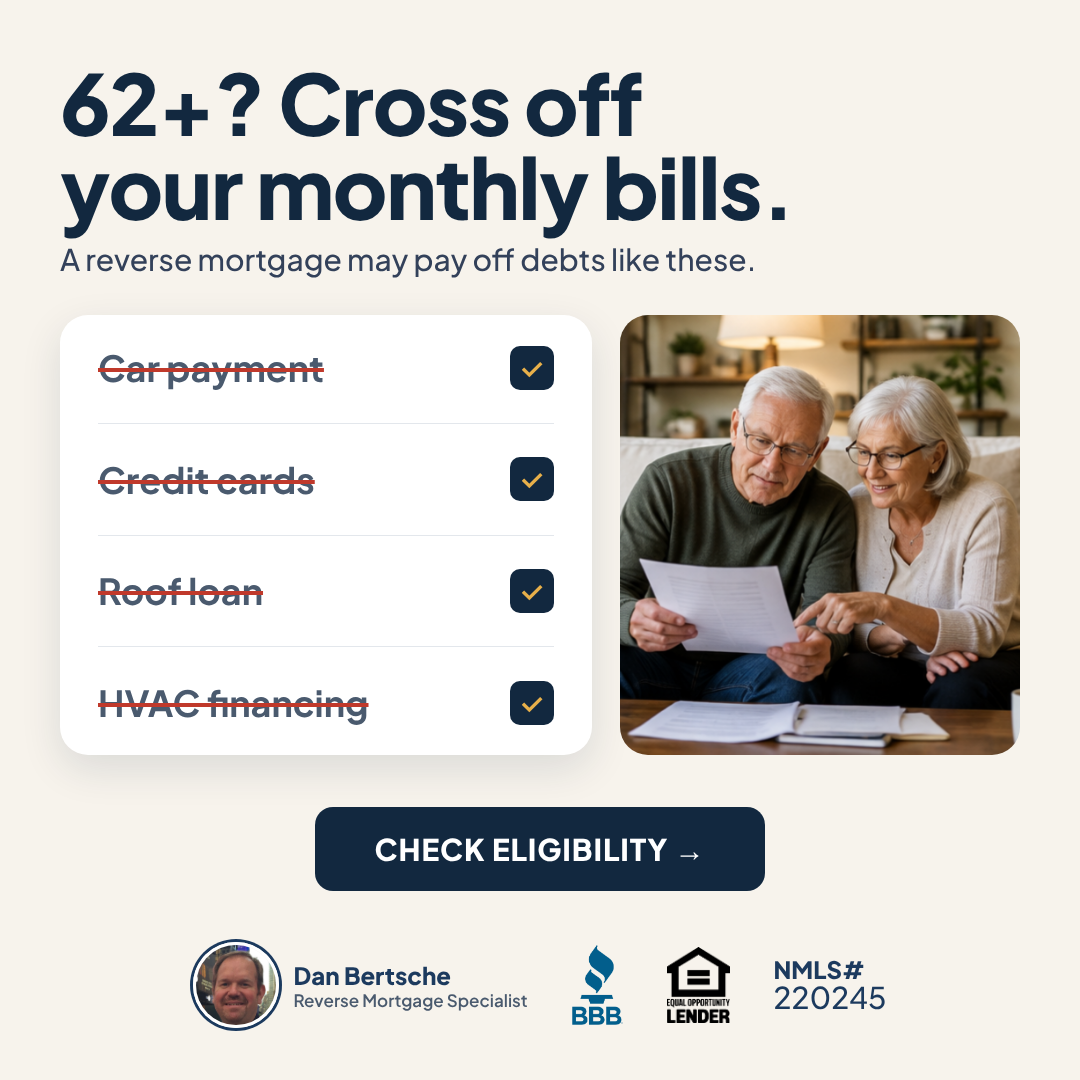 62+? Cross off
your monthly bills.
A reverse mortgage may pay off debts like these.
Car payment
Credit cards
Roof loan
HVAC financing
CHECK ELIGIBILITY →
Dan Bertsche
Reverse Mortgage Specialist
BBB
EQUAL OPPORTUNITY
LENDER
NMLS#
220245